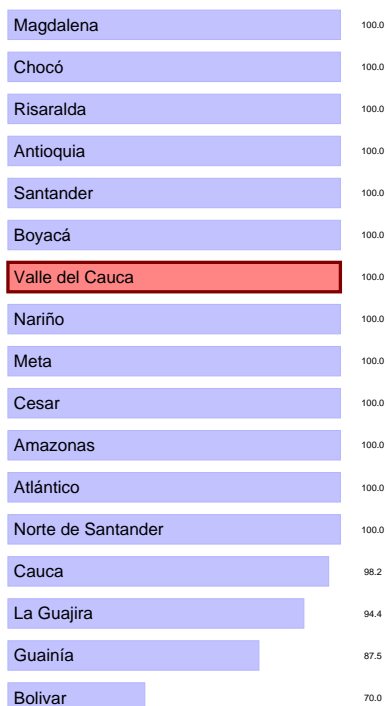 Magdalena 100.0
Chocó 100.0
Risaralda 100.0
Antioquia 100.0
Santander 100.0
Boyacá 100.0
Valle del Cauca 100.0
Nariño 100.0
Meta 100.0
Cesar 100.0
Amazonas 100.0
Atlántico 100.0
Norte de Santander 100.0
Cauca 98.2
La Guajira 94.4
Guainía 87.5
Bolivar 70.0